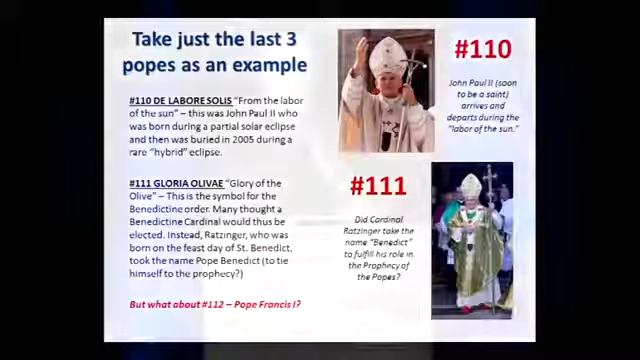 Take just the last 3
popes as an example
#110 DE LABORE SOLIS "From the labor
of the sun" – this was John Paul II who
was born during a partial solar eclipse
and then was buried in 2005 during a
rare "hybrid" eclipse.
#111 GLORIA OLIVAE "Glory of the
Olive" – This is the symbol for the
Benedictine order. Many thought a
Benedictine Cardinal would thus be
elected. Instead, Ratzinger, who was
born on the feast day of St. Benedict,
took the name Pope Benedict (to tie
himself to the prophecy?)
But what about #112 – Pope Francis I?
#110
John Paul II (soon
to be a saint)
arrives and
departs during the
"labor of the sun."
#111
Did Cardinal
Ratzinger take the
name "Benedict"
to fulfill his role in
the Prophecy of
the Popes?